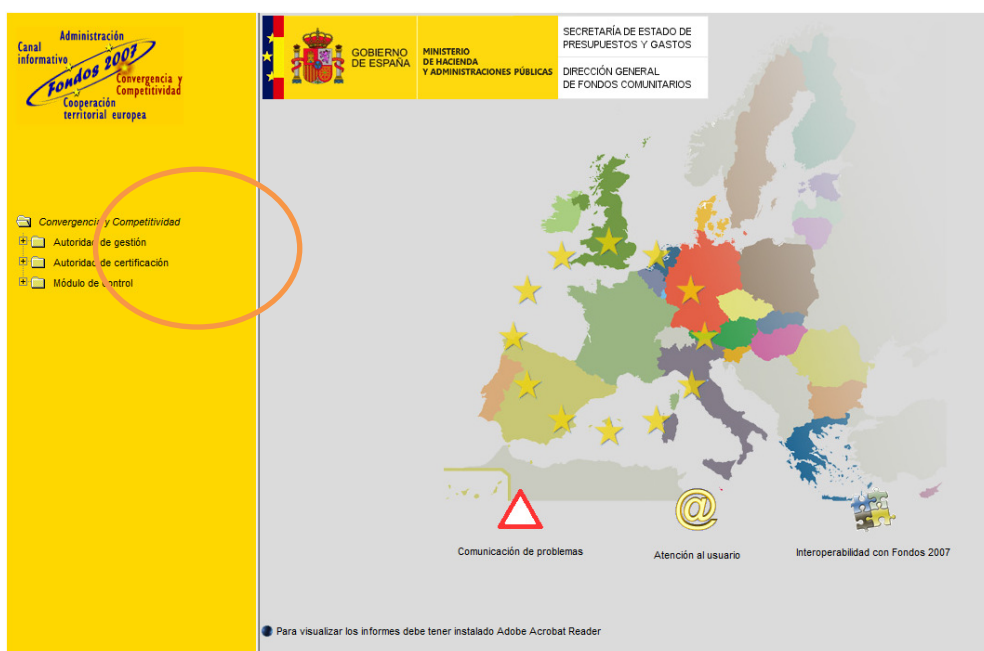 Administración
Canal
informativo
Fondos 2007
Convergencia y
Competitividad
Cooperación
territorial europea
GOBIERNO
DE ESPAÑA
MINISTERIO
DE HACIENDA
Y ADMINISTRACIONES PÚBLICAS
SECRETARÍA DE ESTADO DE
PRESUPUESTOS Y GASTOS
DIRECCIÓN GENERAL
DE FONDOS COMUNITARIOS
Convergencia y Competitividad
Autoridad de gestión
Autoridad de certificación
Módulo de control
@
Comunicación de problemas
Atención al usuario
Interoperabilidad con Fondos 2007
Para visualizar los informes debe tener instalado Adobe Acrobat Reader